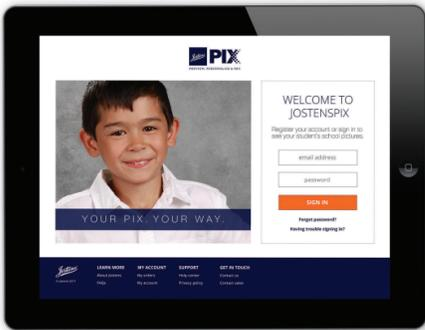 Jostens PIX
WELCOME TO
JOSTENSPIX
Register your account or sign in to
see your student's school pictures.
email address
password
SIGN IN
Forgot password?
Having trouble signing in?
YOUR PIX. YOUR WAY.
Jostens
LEARN MORE
About Jostens
FAQs
MY ACCOUNT
My orders
My account
SUPPORT
Help center
Privacy policy
GET IN TOUCH
Contact us
Contact sales